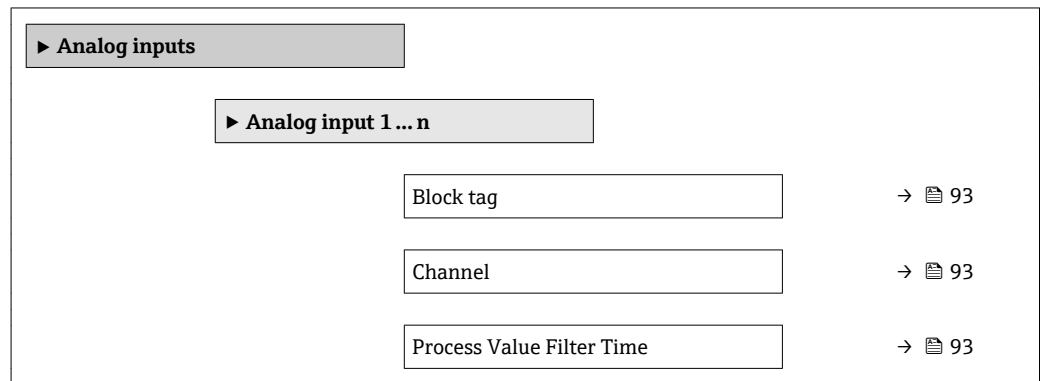 ▶ Analog inputs
▶ Analog input 1 … n
Block tag → 93
Channel → 93
Process Value Filter Time → 93